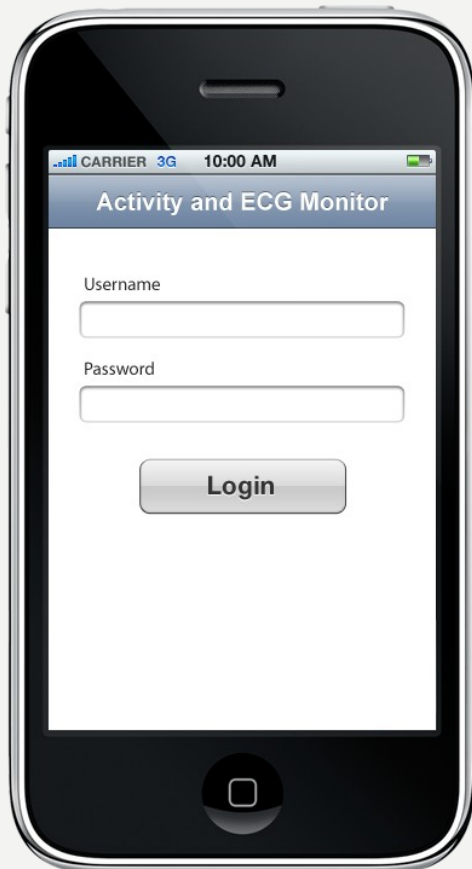 CARRIER 3G 10:00 AM
Activity and ECG Monitor
Username
Password
Login